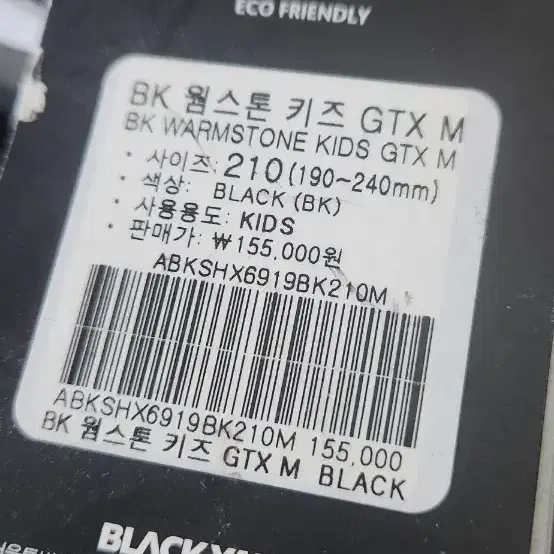 ECO FRIENDLY
BK 웜스톤 키즈 GTX M
BK WARMSTONE KIDS GTX M
· 사이즈: 210 (190~240mm)
· 색상: BLACK (BK)
· 사용용도: KIDS
· 판매가: ₩155,000원
ABKSHX6919BK210M
ABKSHX6919BK210M 155,000
BK 웜스톤 키즈 GTX M BLACK